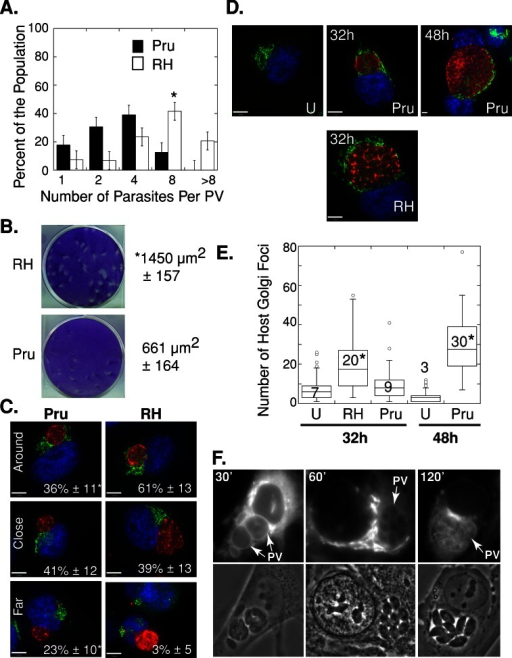 A.
Percent of the Population
100
80
60
40
20
0
Pru
RH
*
1 2 4 8 >8
Number of Parasites Per PV
B.
RH
*1450 µm²
± 157
Pru
661 µm²
± 164
C.
Pru RH
Around
36% ± 11*
61% ± 13
Close
41% ± 12
39% ± 13
Far
23% ± 10*
3% ± 5
D.
U
32h
Pru
48h
Pru
32h
RH
E.
Number of Host Golgi Foci
80
60
40
20
0
7
20*
9
3
30*
U RH Pru U Pru
32h 48h
F.
30'
PV
60'
PV
120'
PV